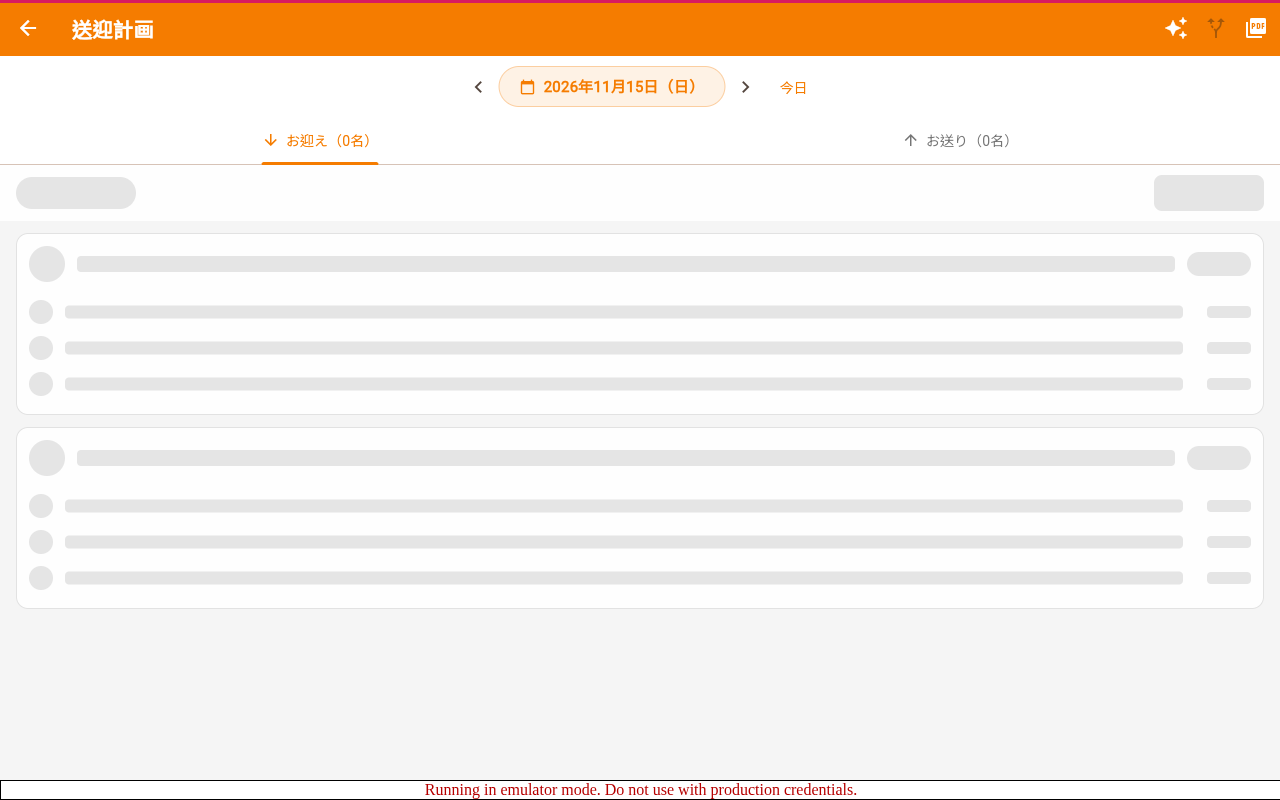 送迎計画
PDF
2026年11月15日（日）
今日
お迎え（0名）
お送り（0名）
Running in emulator mode. Do not use with production credentials.